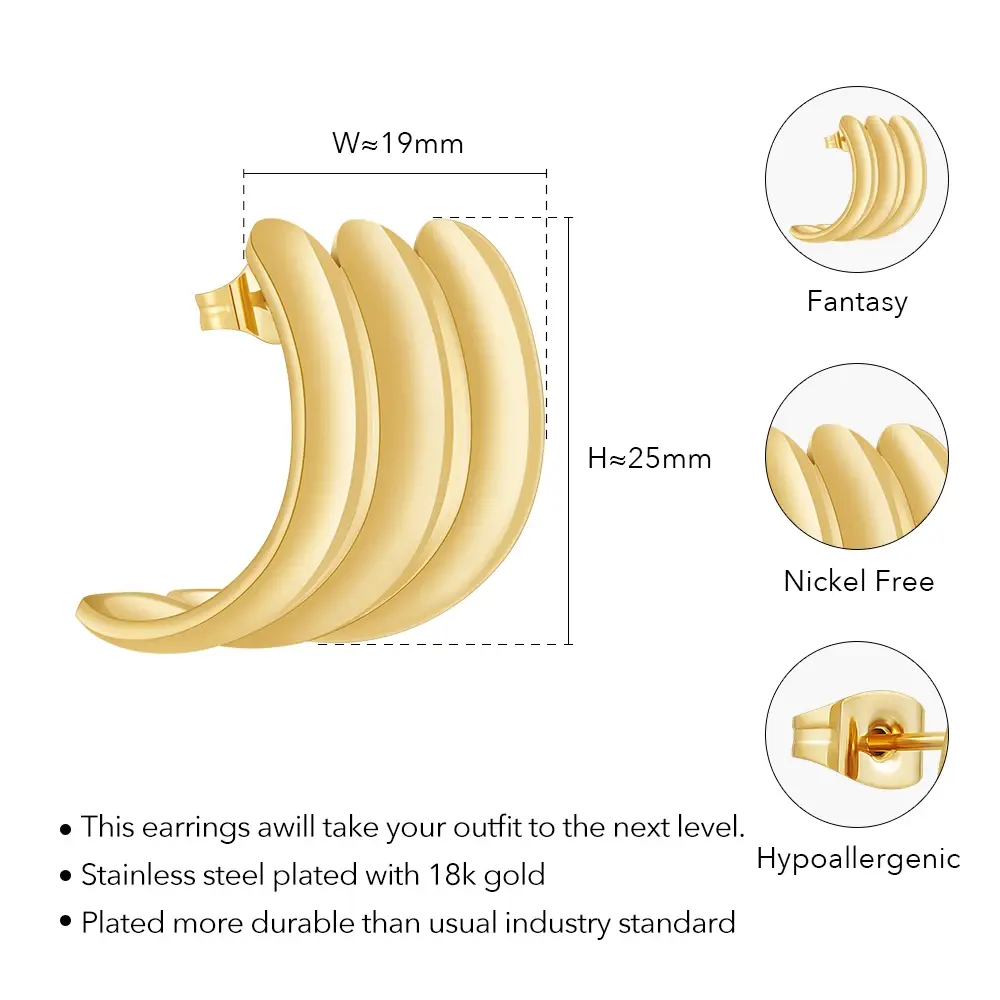 W≈19mm
H≈25mm
Fantasy
Nickel Free
Hypoallergenic
• This earrings awill take your outfit to the next level.
• Stainless steel plated with 18k gold
• Plated more durable than usual industry standard